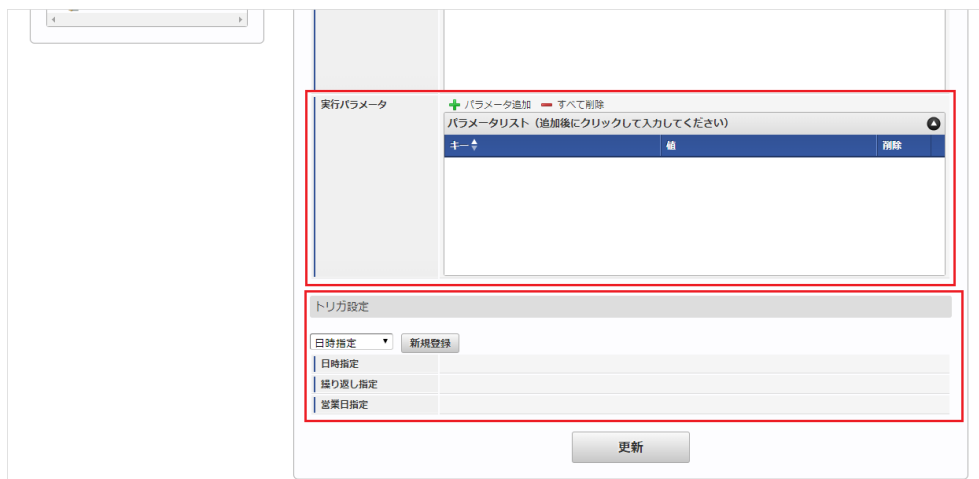 実行パラメータ
パラメータ追加 すべて削除
パラメータリスト（追加後にクリックして入力してください）
キー 値 削除
トリガ設定
日時指定 新規登録
日時指定
繰り返し指定
営業日指定
更新